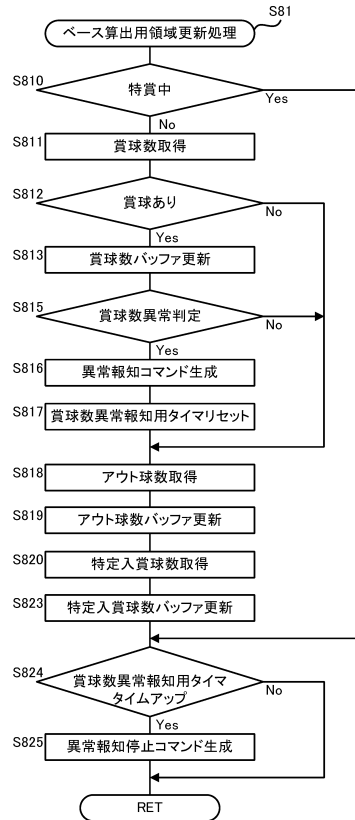 S81
ベース算出用領域更新処理
S810
特賞中
Yes
No
S811
賞球数取得
S812
賞球あり
No
Yes
S813
賞球数バッファ更新
S815
賞球数異常判定
No
Yes
S816
異常報知コマンド生成
S817
賞球数異常報知用タイマリセット
S818
アウト球数取得
S819
アウト球数バッファ更新
S820
特定入賞球数取得
S823
特定入賞球数バッファ更新
S824
賞球数異常報知用タイマ
タイムアップ
No
Yes
S825
異常報知停止コマンド生成
RET